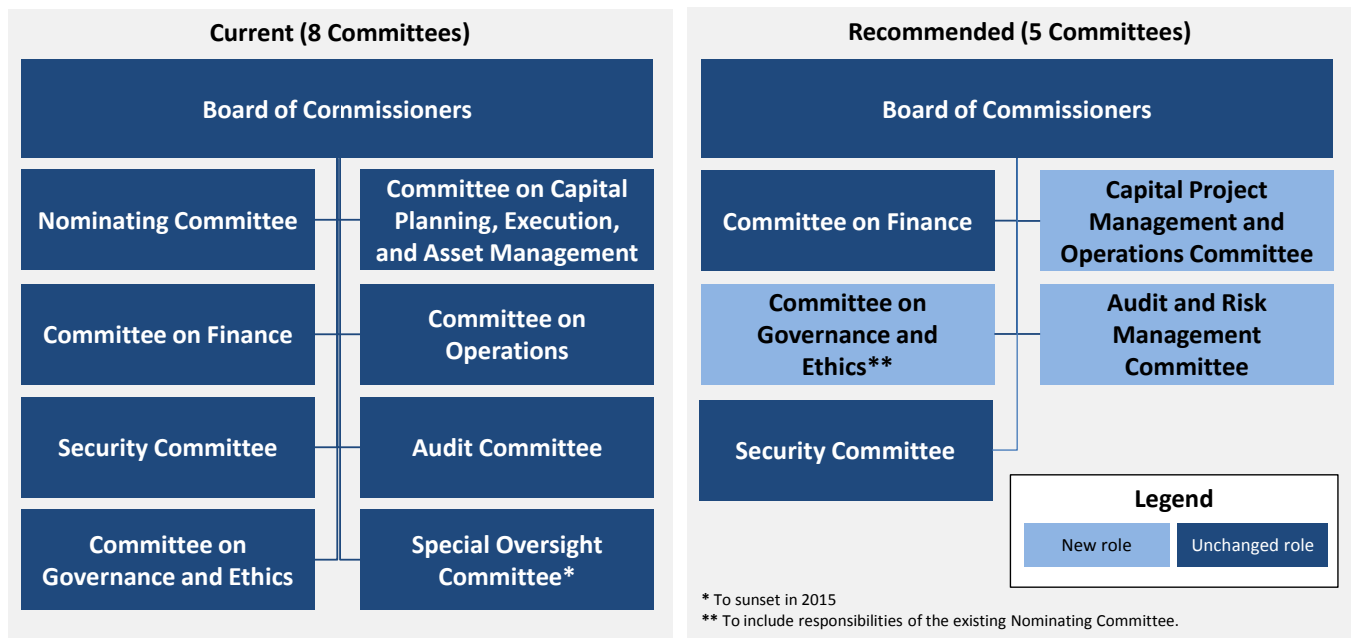 Current (8 Committees)
Board of Commissioners
Nominating Committee
Committee on Capital
Planning, Execution,
and Asset Management
Committee on Finance
Committee on
Operations
Security Committee
Audit Committee
Committee on
Governance and Ethics
Special Oversight
Committee*
Recommended (5 Committees)
Board of Commissioners
Committee on Finance
Capital Project
Management and
Operations Committee
Committee on
Governance and
Ethics**
Audit and Risk
Management
Committee
Security Committee
Legend
New role
Unchanged role
* To sunset in 2015
** To include responsibilities of the existing Nominating Committee.